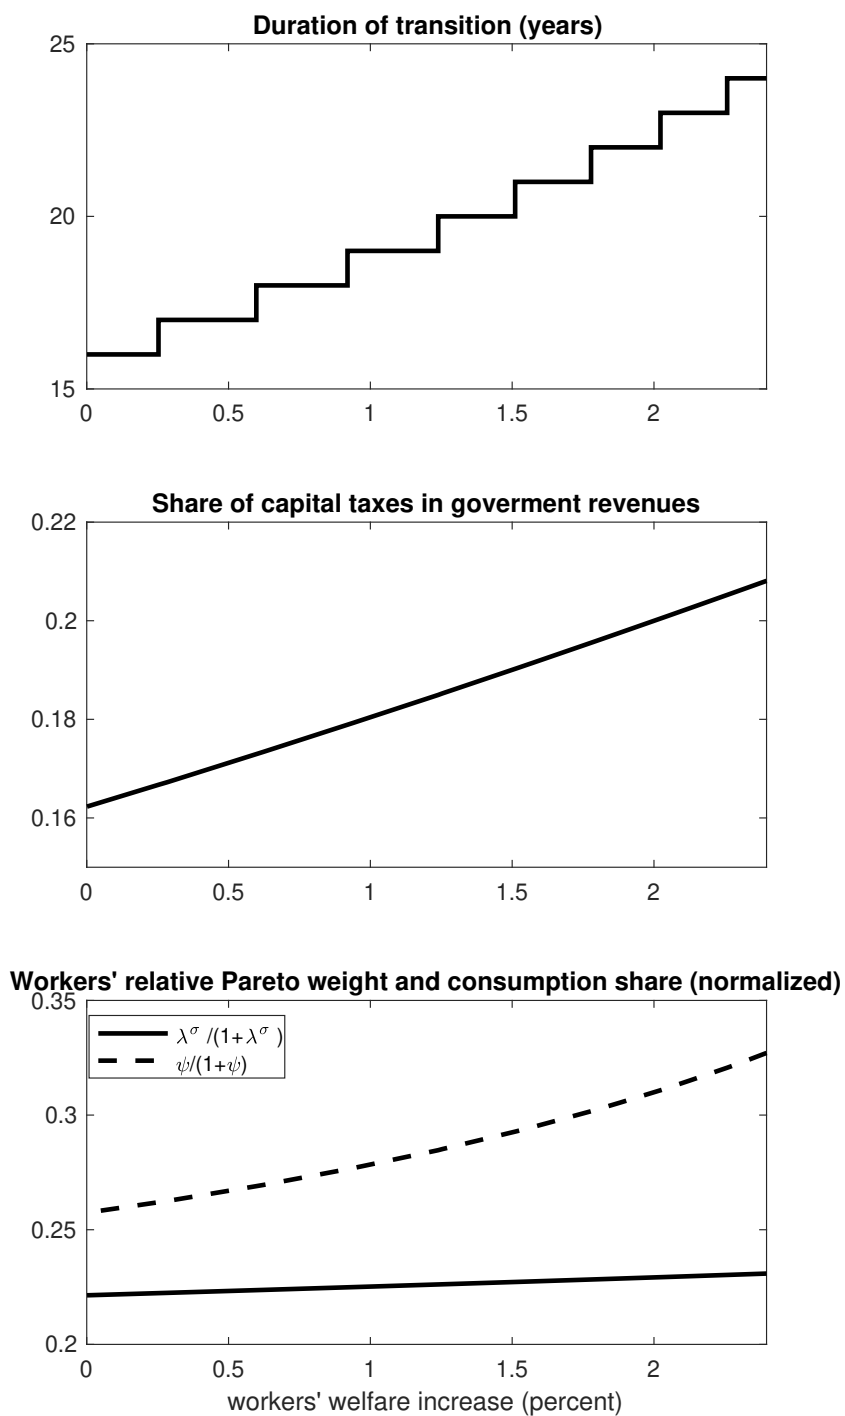 Duration of transition (years)
25
20
15
0 0.5 1 1.5 2
Share of capital taxes in goverment revenues
0.22
0.2
0.18
0.16
0 0.5 1 1.5 2
Workers' relative Pareto weight and consumption share (normalized)
0.35
λ^σ /(1+λ^σ )
ψ/(1+ψ)
0.3
0.25
0.2
0 0.5 1 1.5 2
workers' welfare increase (percent)